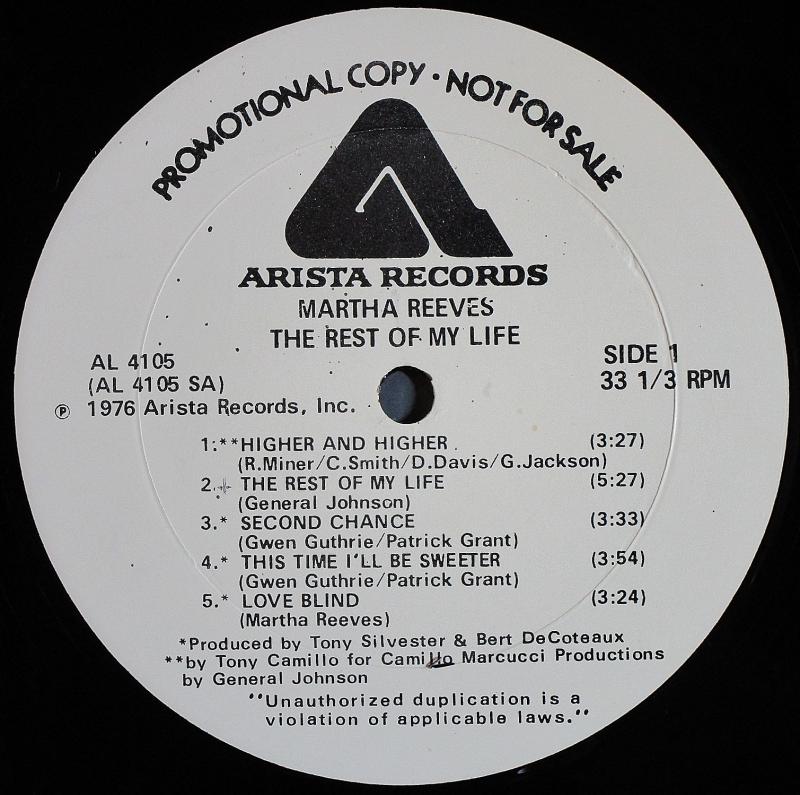 PROMOTIONAL COPY · NOT FOR SALE
ARISTA RECORDS
MARTHA REEVES
THE REST OF MY LIFE
AL 4105
(AL 4105 SA)
℗ 1976 Arista Records, Inc.
SIDE 1
33 1/3 RPM
1.**HIGHER AND HIGHER (3:27)
(R.Miner/C.Smith/D.Davis/G.Jackson)
2.+ THE REST OF MY LIFE (5:27)
(General Johnson)
3.* SECOND CHANCE (3:33)
(Gwen Guthrie/Patrick Grant)
4.* THIS TIME I'LL BE SWEETER (3:54)
(Gwen Guthrie/Patrick Grant)
5.* LOVE BLIND (3:24)
(Martha Reeves)
*Produced by Tony Silvester & Bert DeCoteaux
**by Tony Camillo for Camillo Marcucci Productions
by General Johnson
"Unauthorized duplication is a
violation of applicable laws."